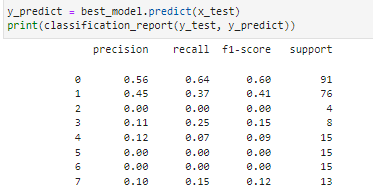 y_predict = best_model.predict(x_test)
print(classification_report(y_test, y_predict))
precision recall f1-score support
0 0.56 0.64 0.60 91
1 0.45 0.37 0.41 76
2 0.00 0.00 0.00 4
3 0.11 0.25 0.15 8
4 0.12 0.07 0.09 15
5 0.00 0.00 0.00 15
6 0.00 0.00 0.00 15
7 0.10 0.15 0.12 13